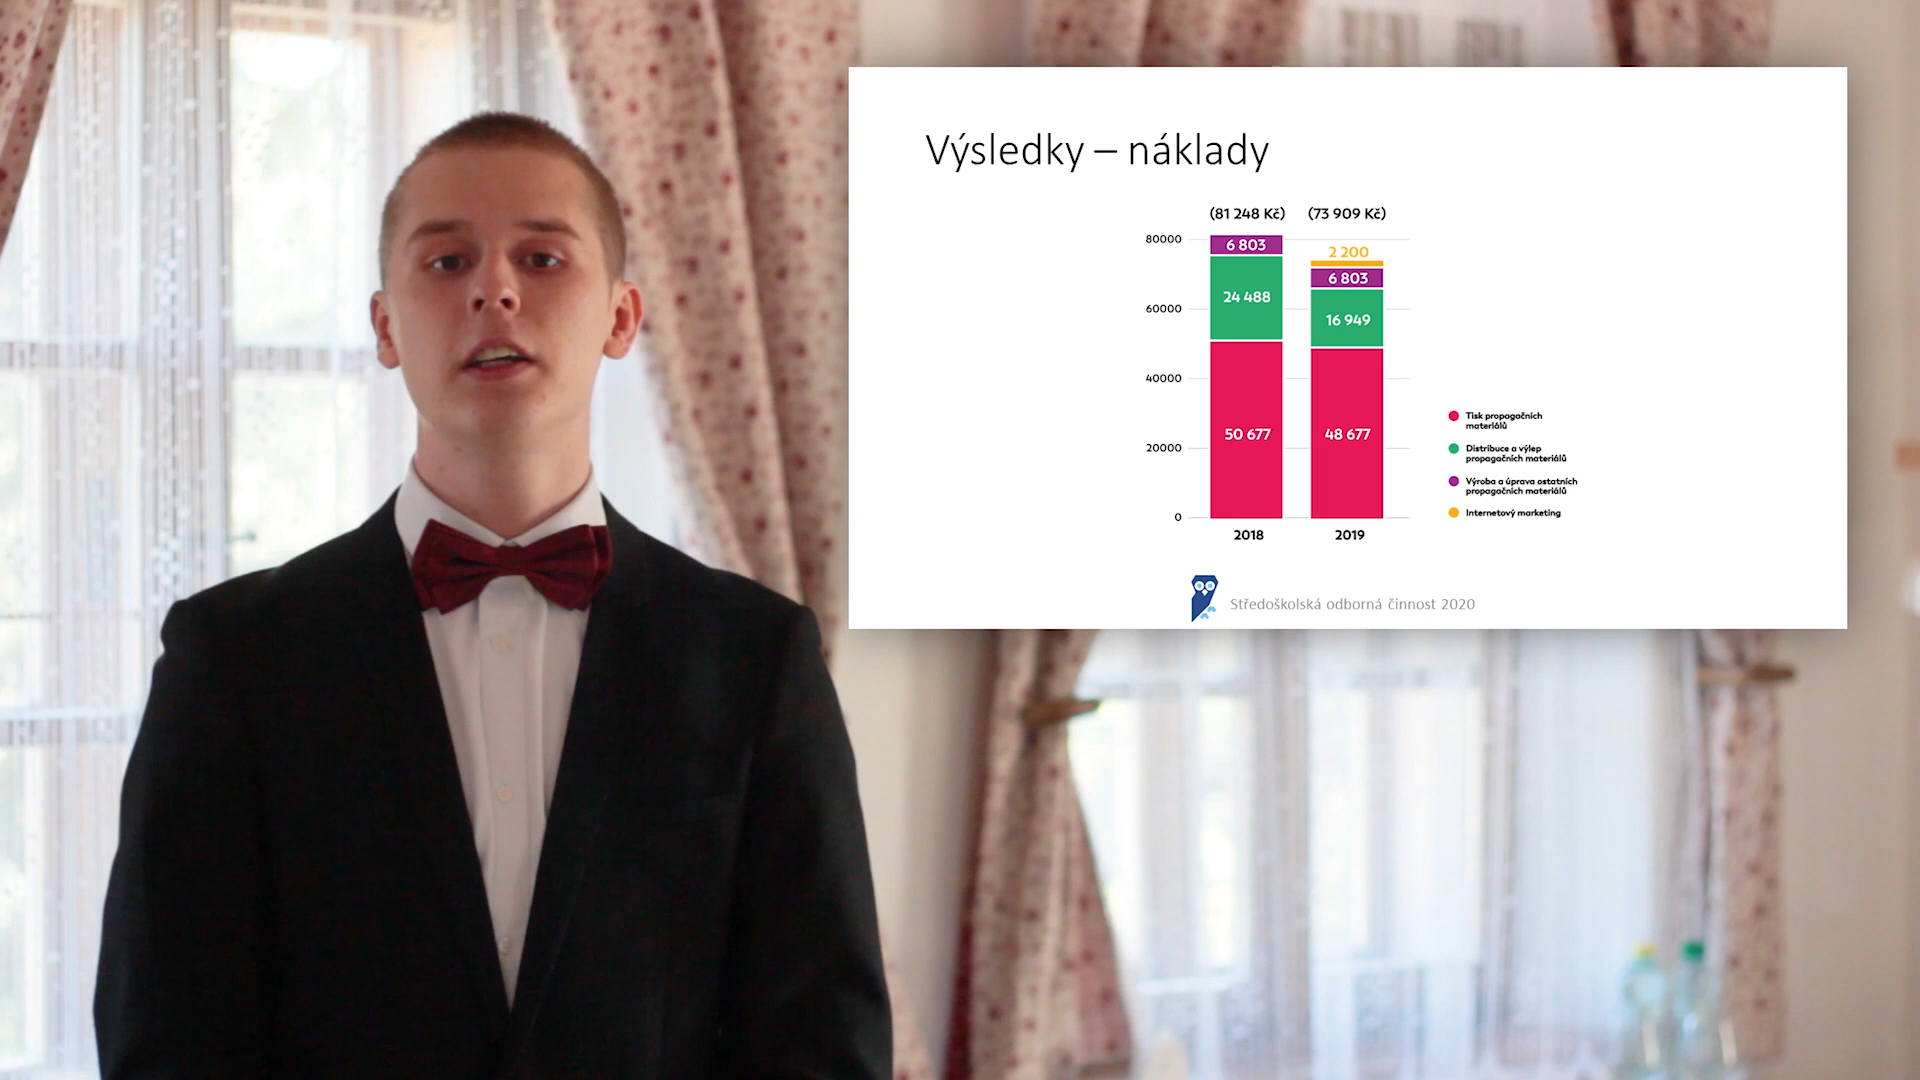 Výsledky – náklady
(81 248 Kč) (73 909 Kč)
80000
6 803
2 200
6 803
24 488
60000
16 949
40000
50 677
48 677
20000
0
2018
2019
Tisk propagačních
materiálů
Distribuce a výlep
propagačních materiálů
Výroba a úprava ostatních
propagačních materiálů
Internetový marketing
Středoškolská odborná činnost 2020